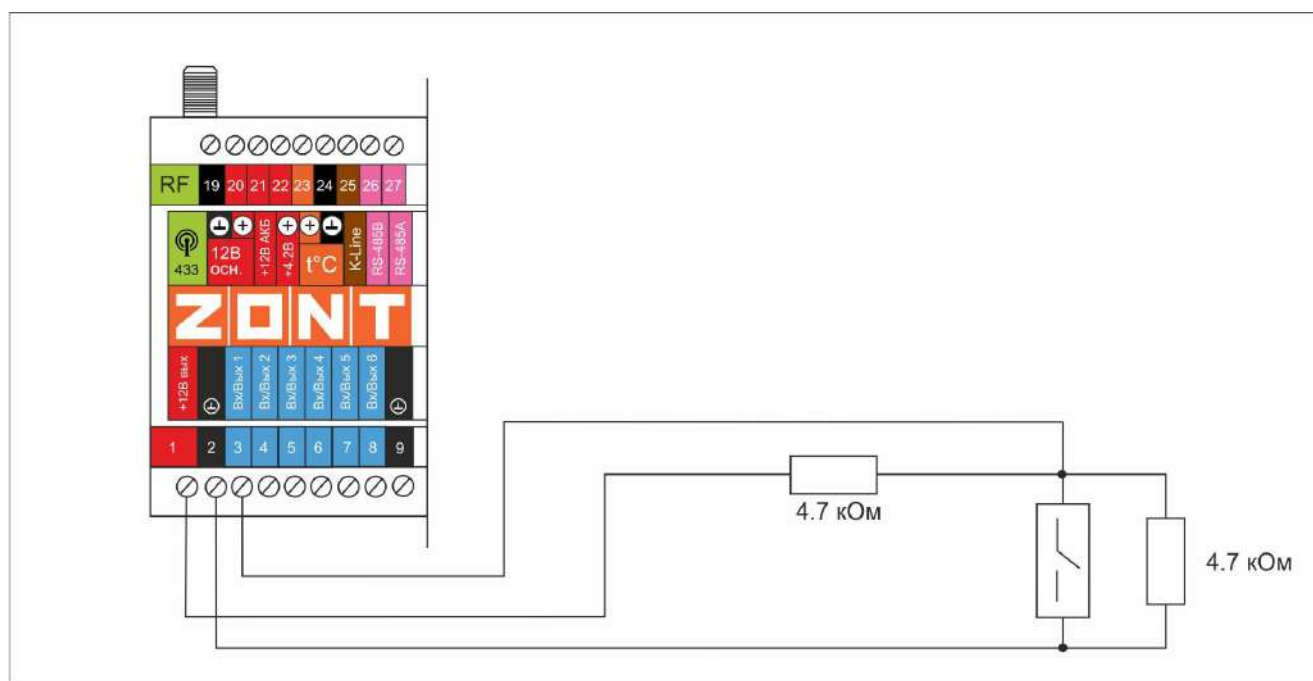 RF 19 20 21 22 23 24 25 26 27
433
12В
осн.
+12В АКБ
+4.2В
t°C
K-Line
RS-485B
RS-485A
ZONT
+12В вых
Вх/Вых 1
Вх/Вых 2
Вх/Вых 3
Вх/Вых 4
Вх/Вых 5
Вх/Вых 6
1 2 3 4 5 6 7 8 9
4.7 кОм
4.7 кОм